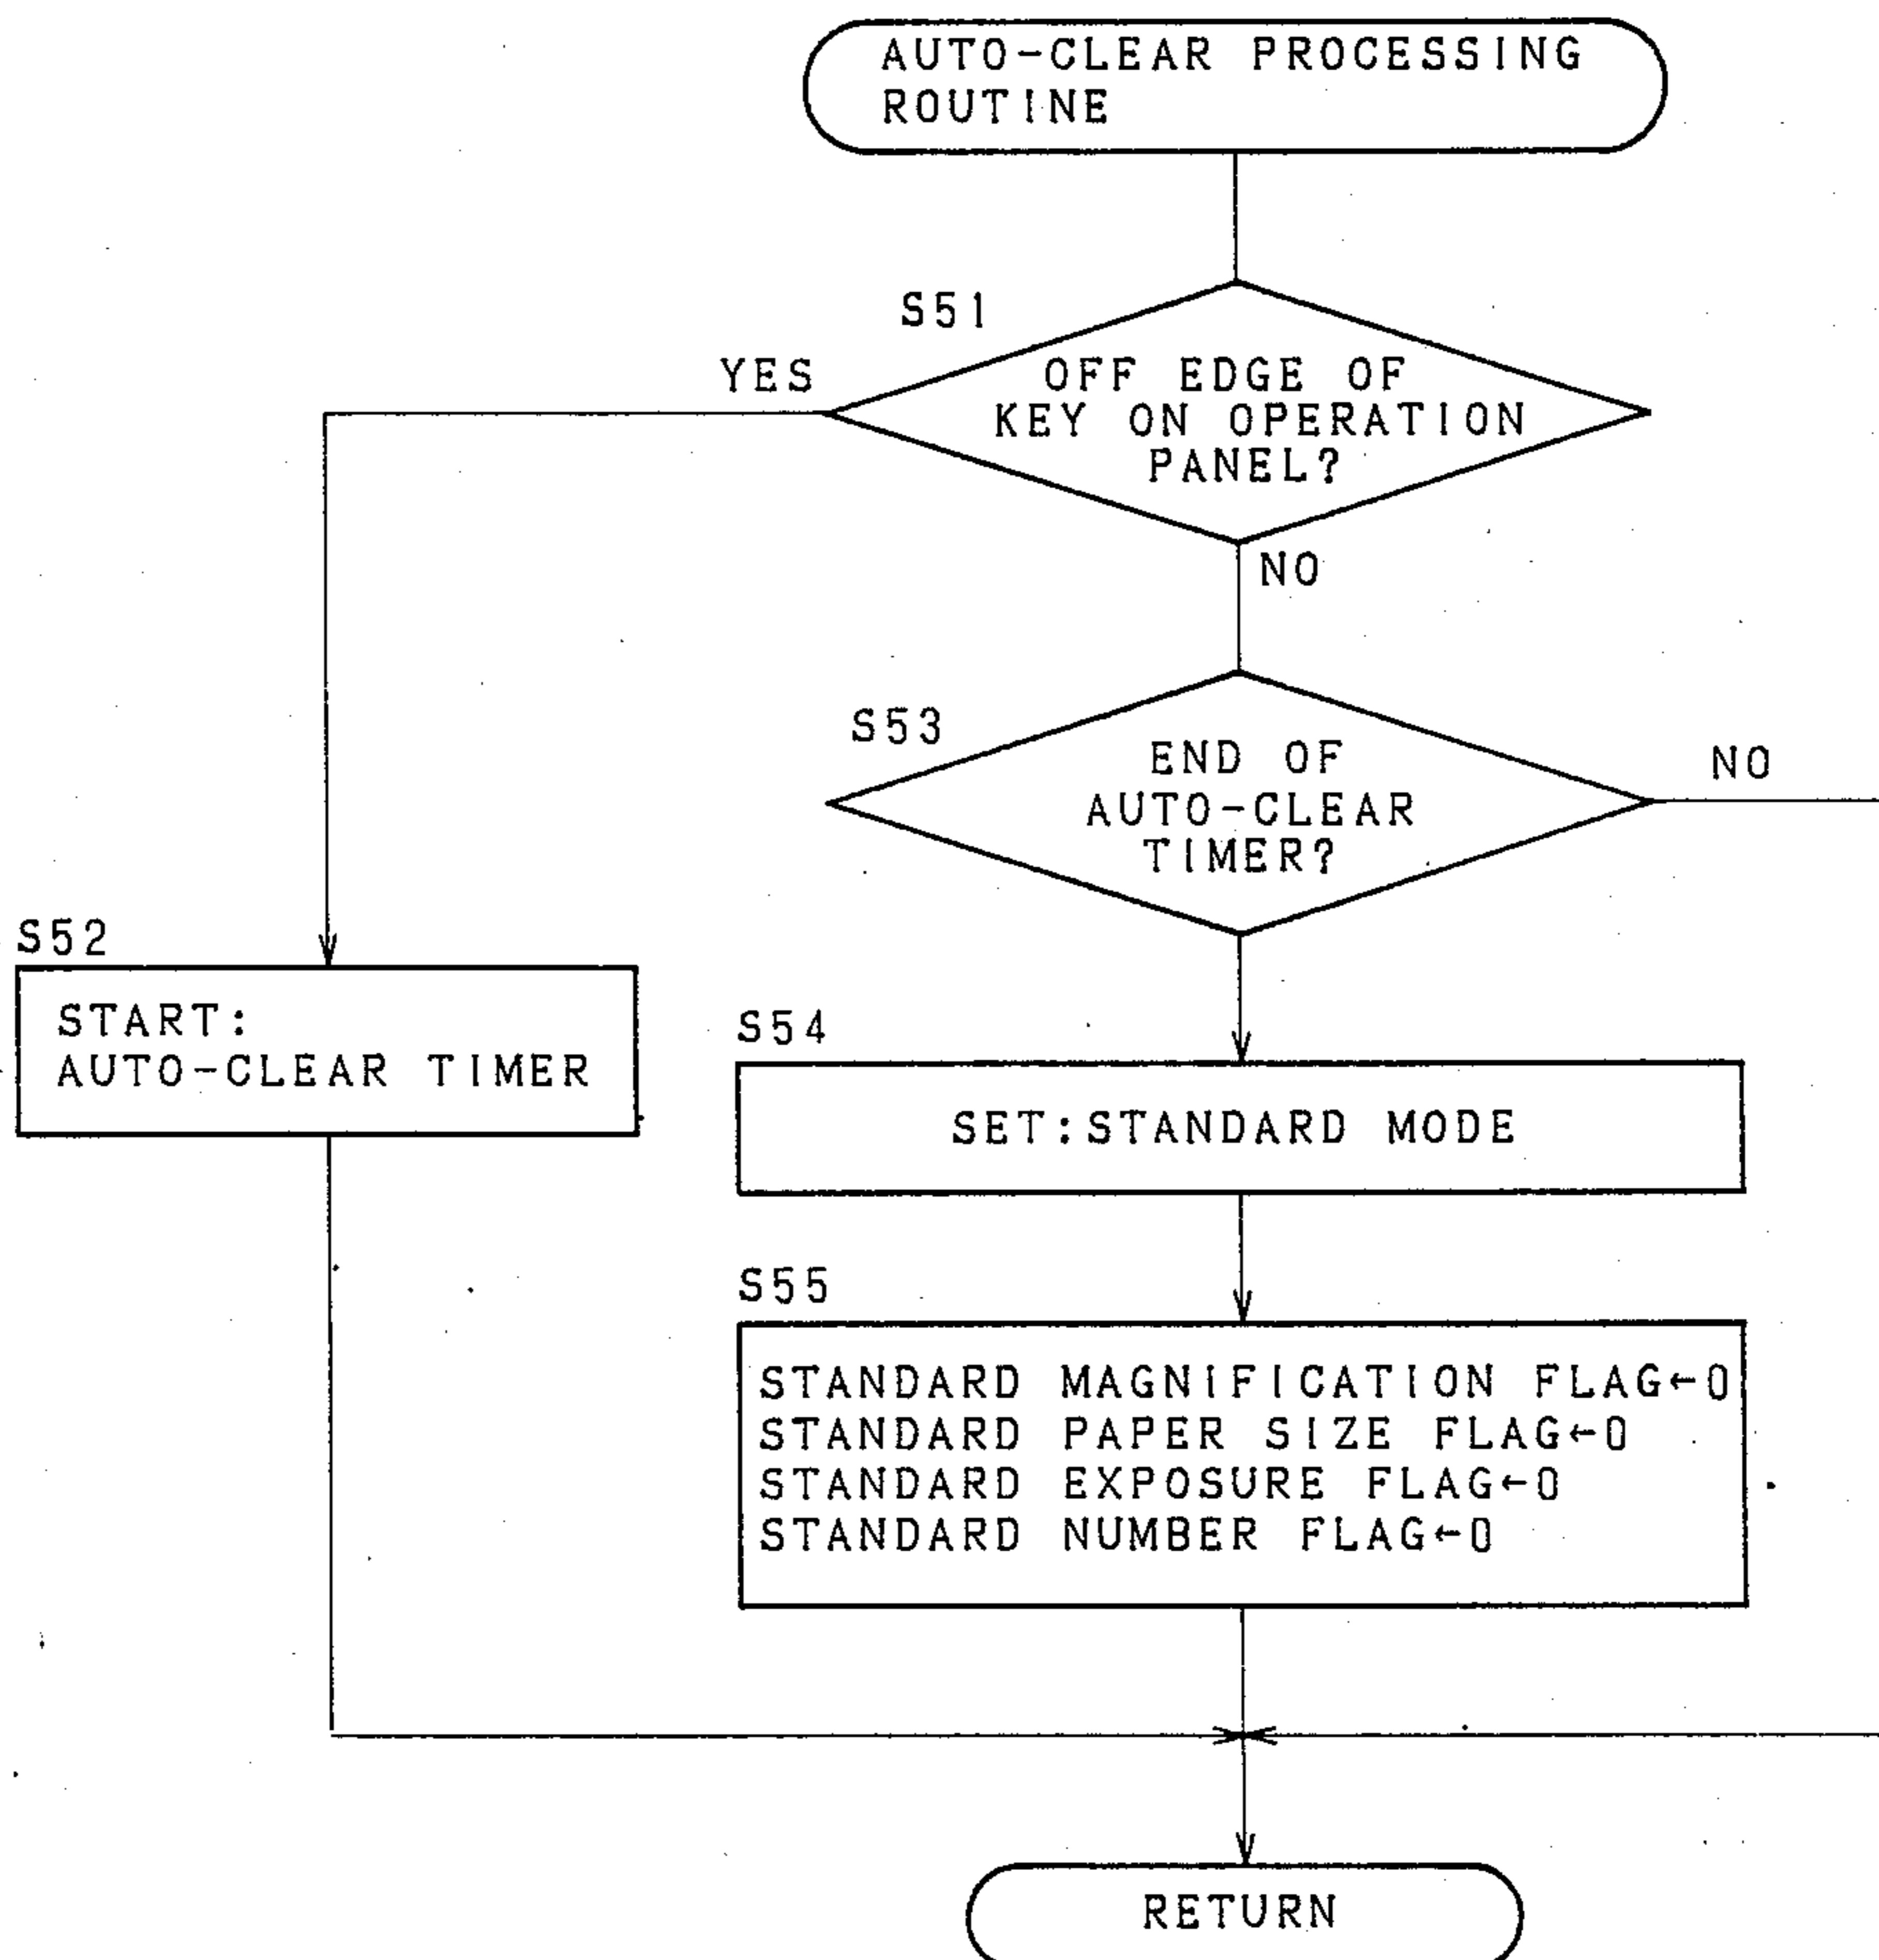 AUTO-CLEAR PROCESSING
ROUTINE
S51
YES
OFF EDGE OF
KEY ON OPERATION
PANEL?
NO
S53
END OF
AUTO-CLEAR
TIMER?
NO
S52
START:
AUTO-CLEAR TIMER
S54
SET:STANDARD MODE
S55
STANDARD MAGNIFICATION FLAG←0
STANDARD PAPER SIZE FLAG←0
STANDARD EXPOSURE FLAG←0
STANDARD NUMBER FLAG←0
RETURN